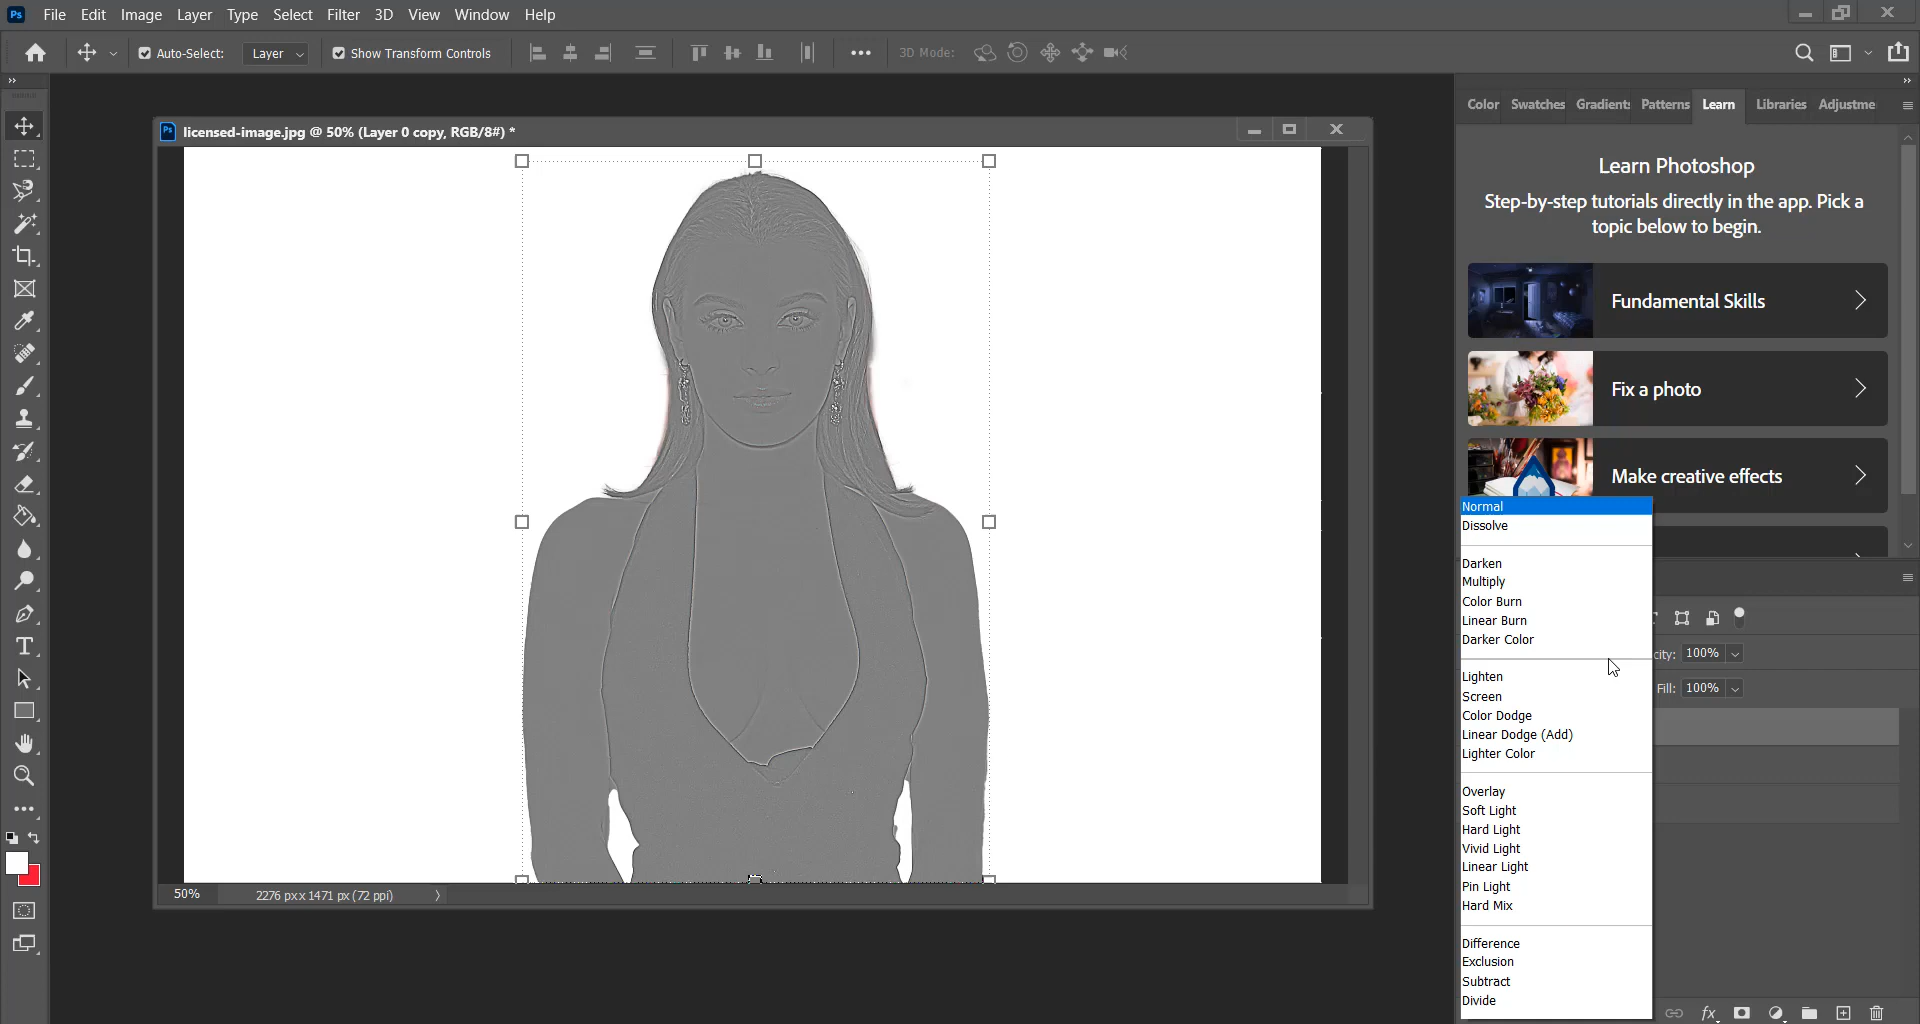 Ps File Edit Image Layer Type Select Filter 3D View Window Help
Auto-Select: Layer Show Transform Controls 3D Mode:
Ps licensed-image.jpg @ 50% (Layer 0 copy, RGB/8#) *
Color Swatches Gradient Patterns Learn Libraries Adjustme
Learn Photoshop
Step-by-step tutorials directly in the app. Pick a
topic below to begin.
Fundamental Skills
Fix a photo
Make creative effects
Normal
Dissolve
Darken
Multiply
Color Burn
Linear Burn
Darker Color
city: 100%
Lighten
Fill: 100%
Screen
Color Dodge
Linear Dodge (Add)
Lighter Color
Overlay
Soft Light
Hard Light
Vivid Light
Linear Light
Pin Light
Hard Mix
Difference
Exclusion
Subtract
Divide
50% 2276 px x 1471 px (72 ppi)
fx